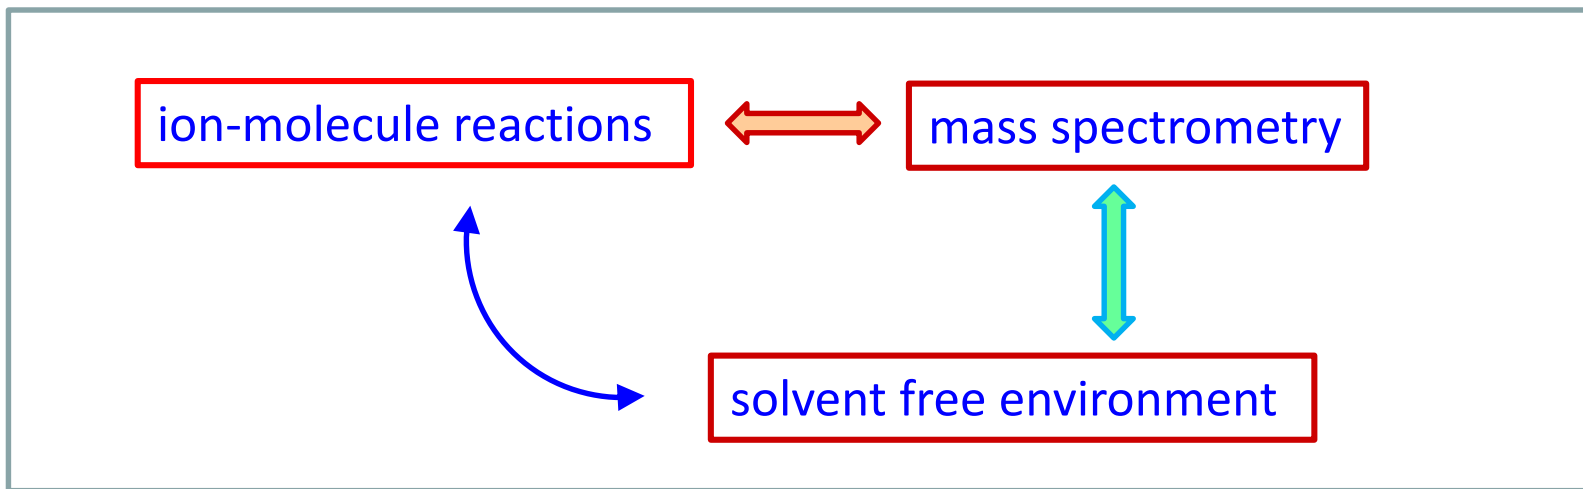 ion-molecule reactions
mass spectrometry
solvent free environment